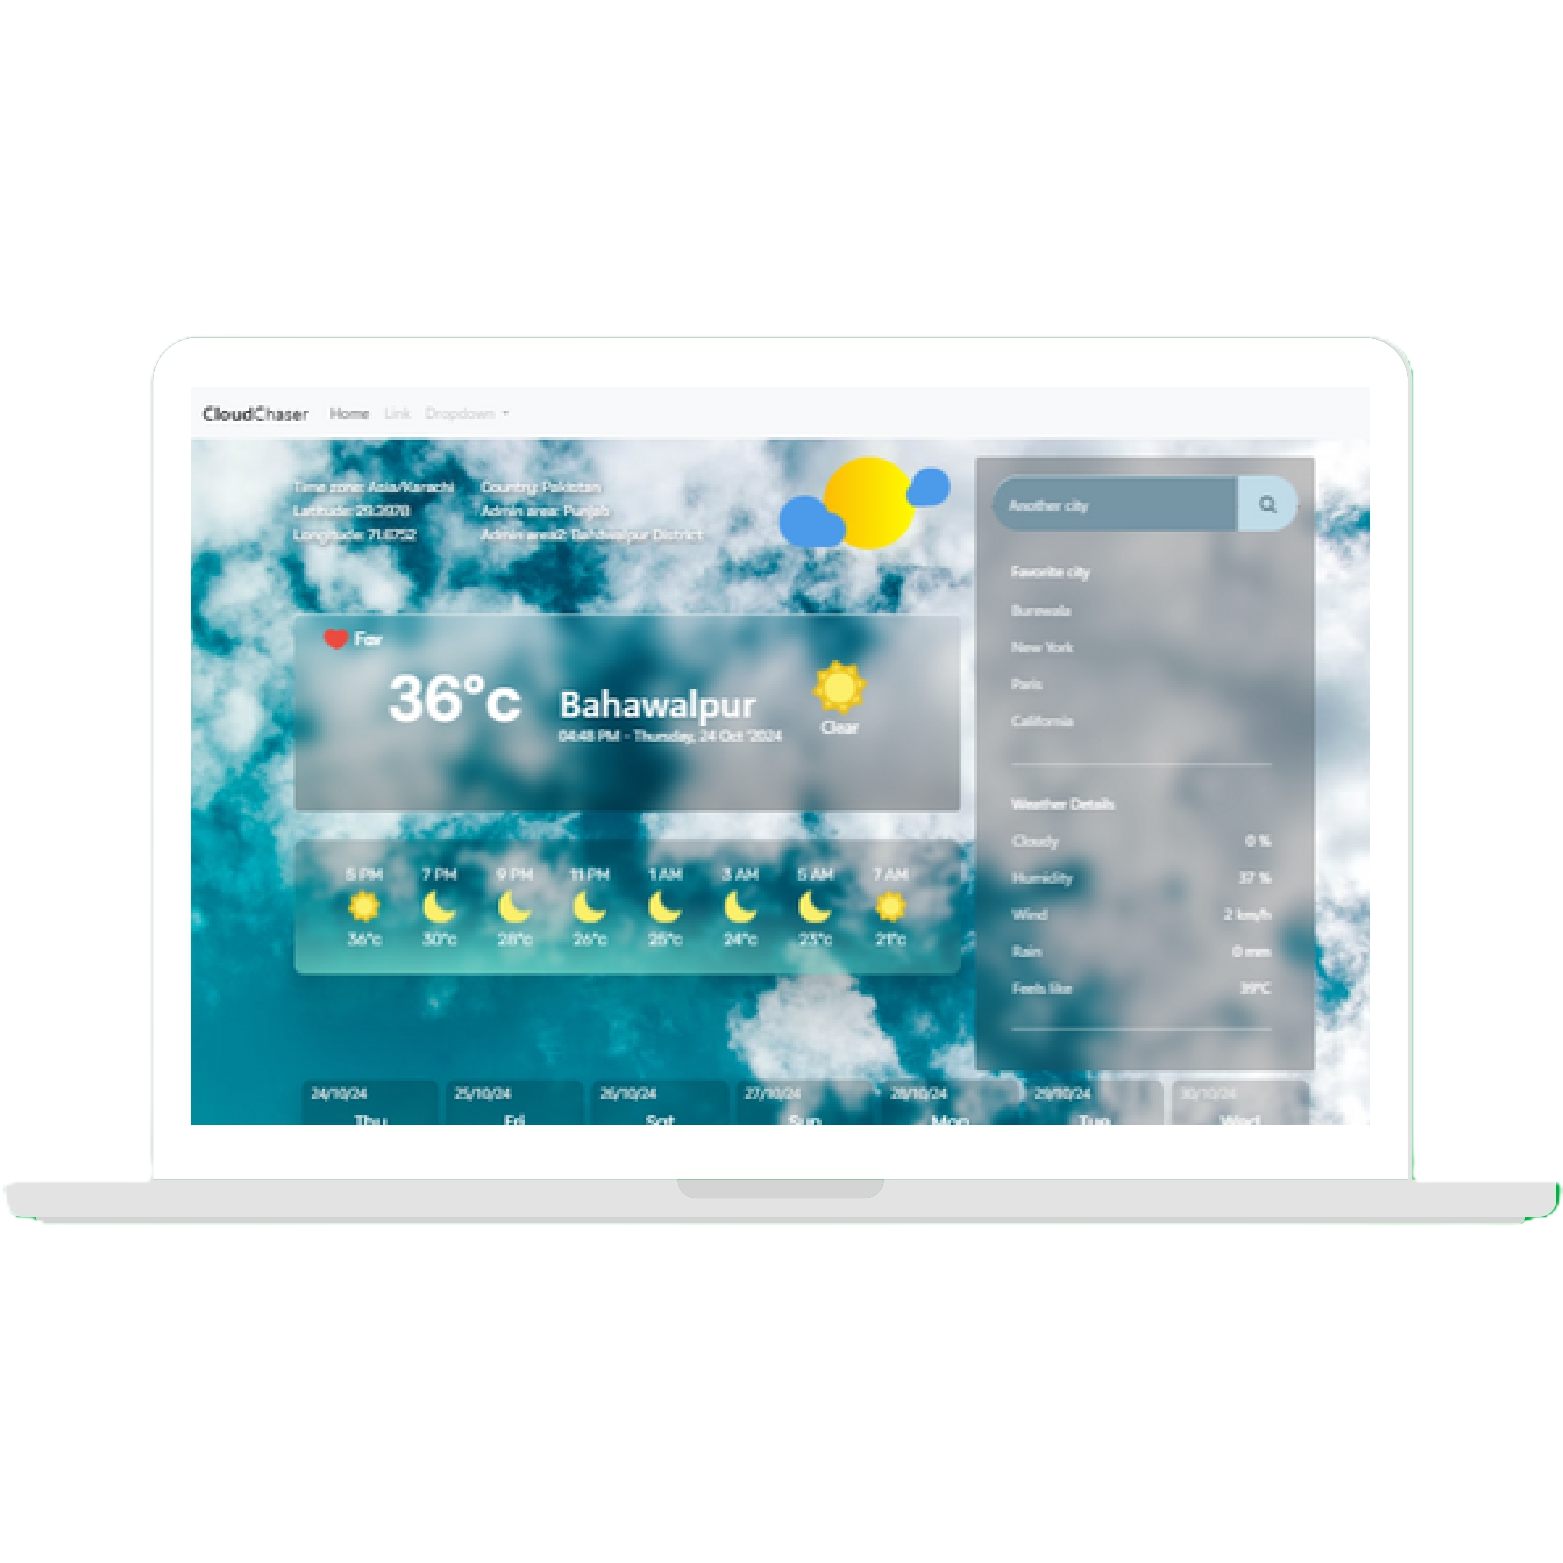 CloudChaser Home Link Dropdown
Time zone: Asia/Karachi Country: Pakistan
Latitude: Admin area: Punjab
Longitude: Admin area2: Bahawalpur District
Another city
Favorite city
Burewala
New York
Paris
California
Weather Details
Cloudy 0 %
Humidity 37 %
Wind 2 km/h
Rain 0 mm
Feels like 39°C
36°c Bahawalpur
04:48 PM - Thursday, 24 Oct '2024
Clear
5 PM 7 PM 9 PM 11 PM 1 AM 3 AM 5 AM 7 AM
36°c 30°c 28°c 26°c 25°c 24°c 23°c 21°c
24/10/24 25/10/24 26/10/24 27/10/24 28/10/24 29/10/24 30/10/24
Thu Fri Sat Sun Mon Tue Wed